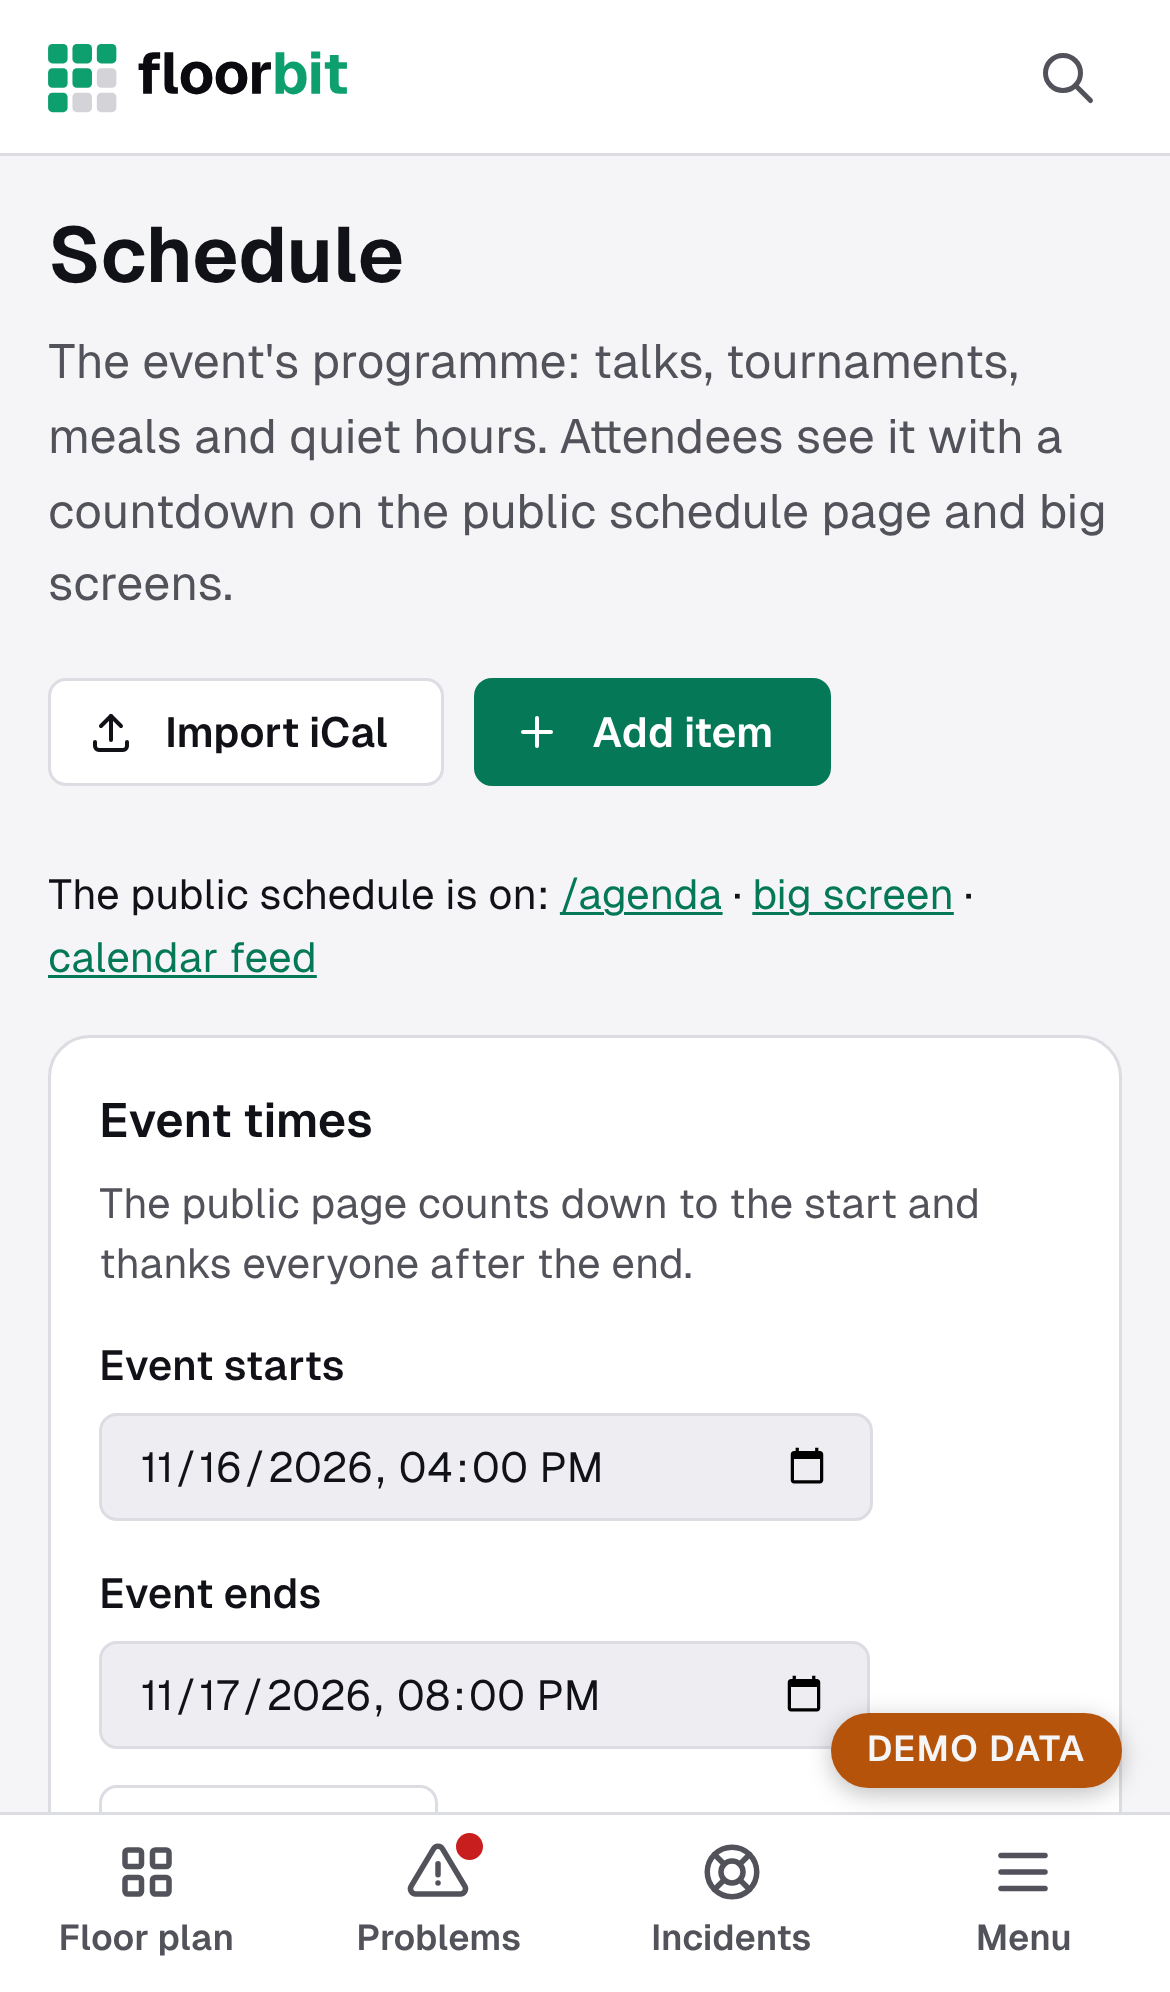 floorbit
Schedule
The event's programme: talks, tournaments,
meals and quiet hours. Attendees see it with a
countdown on the public schedule page and big
screens.
Import iCal
Add item
The public schedule is on: /agenda · big screen ·
calendar feed
Event times
The public page counts down to the start and
thanks everyone after the end.
Event starts
11/16/2026, 04:00 PM
Event ends
11/17/2026, 08:00 PM
DEMO DATA
Floor plan
Problems
Incidents
Menu